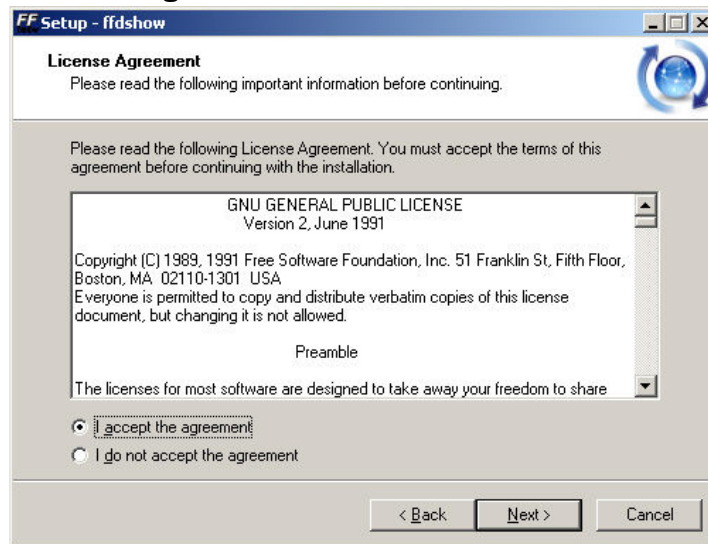 FF Setup - ffdshow
License Agreement
Please read the following important information before continuing.
Please read the following License Agreement. You must accept the terms of this
agreement before continuing with the installation.
GNU GENERAL PUBLIC LICENSE
Version 2, June 1991
Copyright (C) 1989, 1991 Free Software Foundation, Inc. 51 Franklin St, Fifth Floor,
Boston, MA  02110-1301  USA
Everyone is permitted to copy and distribute verbatim copies of this license
document, but changing it is not allowed.
Preamble
The licenses for most software are designed to take away your freedom to share
I accept the agreement
I do not accept the agreement
< Back
Next >
Cancel